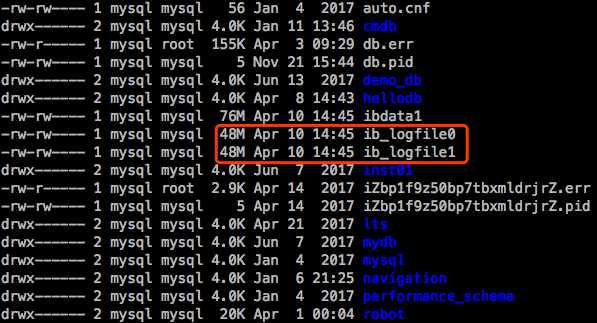 -rw-rw---- 1 mysql mysql   56 Jan  4  2017 auto.cnf
drwx------ 2 mysql mysql 4.0K Jan 11 13:46 cmdb
-rw-r----- 1 mysql root  155K Apr  3 09:29 db.err
-rw-rw---- 1 mysql mysql    5 Nov 21 15:44 db.pid
drwx------ 2 mysql mysql 4.0K Jun 13  2017 demo_db
drwx------ 2 mysql mysql 4.0K Apr  8 14:43 hellodb
-rw-rw---- 1 mysql mysql  76M Apr 10 14:45 ibdata1
-rw-rw---- 1 mysql mysql  48M Apr 10 14:45 ib_logfile0
-rw-rw---- 1 mysql mysql  48M Apr 10 14:45 ib_logfile1
drwx------ 2 mysql mysql 4.0K Jun  7  2017 inst01
-rw-r----- 1 mysql root  2.9K Apr 14  2017 iZbp1f9z50bp7tbxmldrjrZ.err
-rw-rw---- 1 mysql mysql    5 Apr 14  2017 iZbp1f9z50bp7tbxmldrjrZ.pid
drwx------ 2 mysql mysql 4.0K Apr 21  2017 lts
drwx------ 2 mysql mysql 4.0K Jun  7  2017 mydb
drwx------ 2 mysql mysql 4.0K Jan  4  2017 mysql
drwx------ 2 mysql mysql 4.0K Jan  6 21:25 navigation
drwx------ 2 mysql mysql 4.0K Jan  4  2017 performance_schema
drwx------ 2 mysql mysql  20K Apr  1 00:04 robot